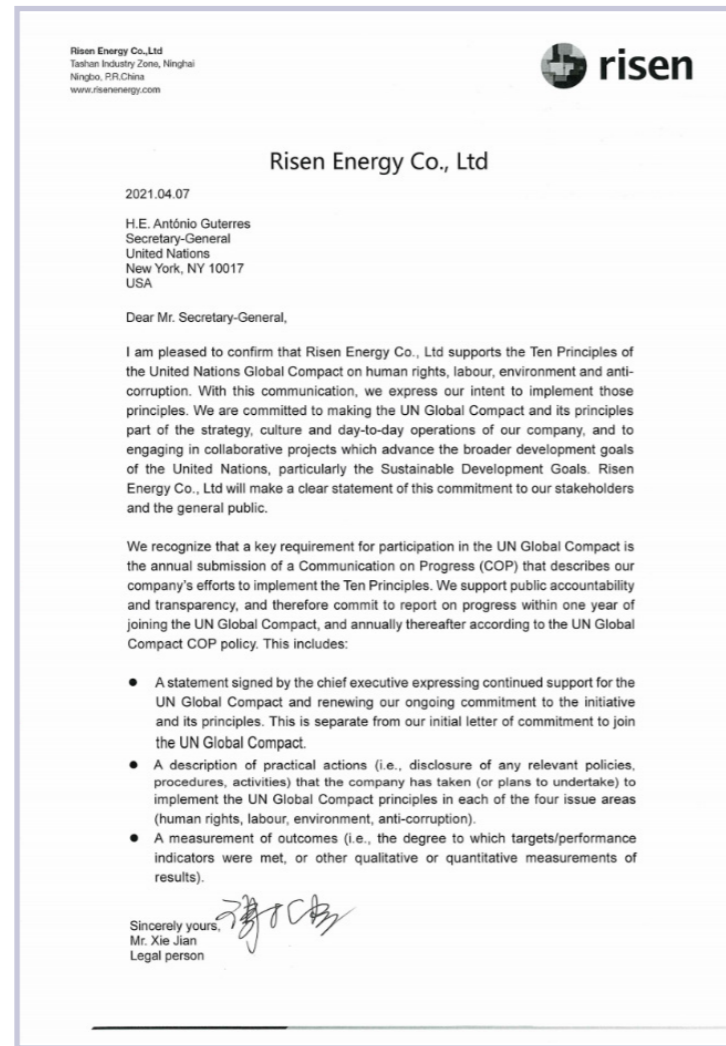 Risen Energy Co.,Ltd
Tashan Industry Zone, Ninghai
Ningbo, P.R.China
www.risenenergy.com
risen
Risen Energy Co., Ltd
2021.04.07
H.E. António Guterres
Secretary-General
United Nations
New York, NY 10017
USA
Dear Mr. Secretary-General,
I am pleased to confirm that Risen Energy Co., Ltd supports the Ten Principles of
the United Nations Global Compact on human rights, labour, environment and anti-
corruption. With this communication, we express our intent to implement those
principles. We are committed to making the UN Global Compact and its principles
part of the strategy, culture and day-to-day operations of our company, and to
engaging in collaborative projects which advance the broader development goals
of the United Nations, particularly the Sustainable Development Goals. Risen
Energy Co., Ltd will make a clear statement of this commitment to our stakeholders
and the general public.
We recognize that a key requirement for participation in the UN Global Compact is
the annual submission of a Communication on Progress (COP) that describes our
company's efforts to implement the Ten Principles. We support public accountability
and transparency, and therefore commit to report on progress within one year of
joining the UN Global Compact, and annually thereafter according to the UN Global
Compact COP policy. This includes:
● A statement signed by the chief executive expressing continued support for the
UN Global Compact and renewing our ongoing commitment to the initiative
and its principles. This is separate from our initial letter of commitment to join
the UN Global Compact.
● A description of practical actions (i.e., disclosure of any relevant policies,
procedures, activities) that the company has taken (or plans to undertake) to
implement the UN Global Compact principles in each of the four issue areas
(human rights, labour, environment, anti-corruption).
● A measurement of outcomes (i.e., the degree to which targets/performance
indicators were met, or other qualitative or quantitative measurements of
results).
Sincerely yours,
Mr. Xie Jian
Legal person